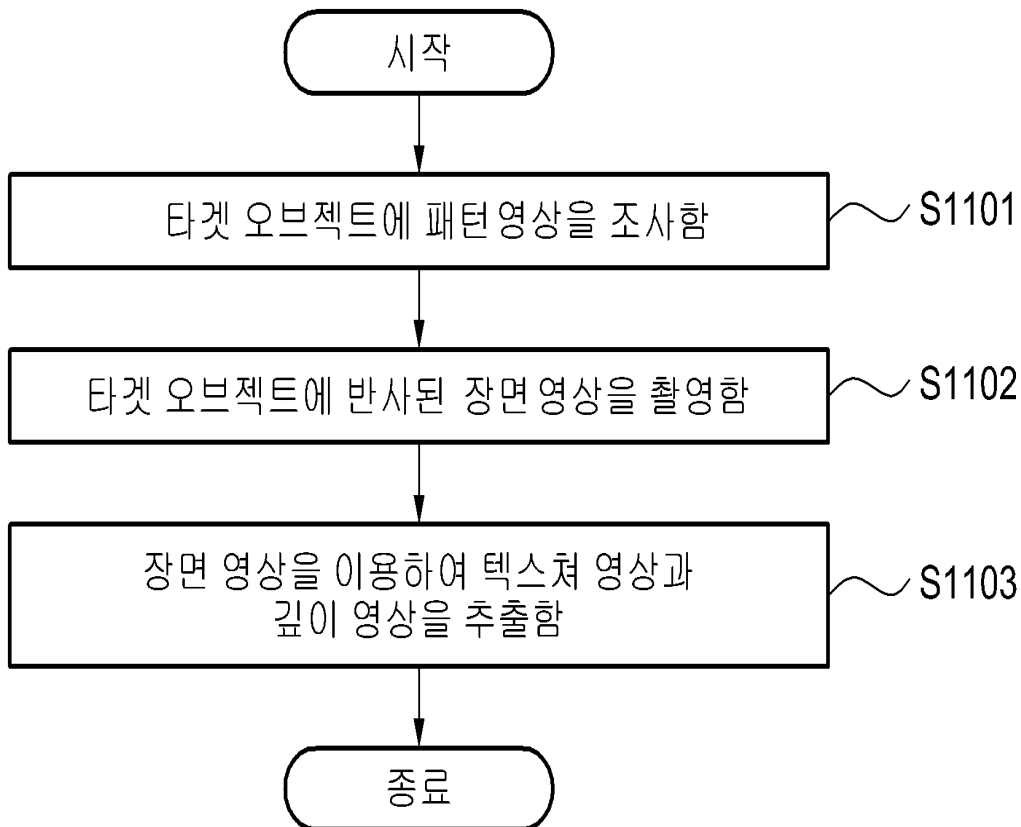 시작
타겟 오브젝트에 패턴 영상을 조사함
S1101
타겟 오브젝트에 반사된 장면 영상을 촬영함
S1102
장면 영상을 이용하여 텍스쳐 영상과
깊이 영상을 추출함
S1103
종료